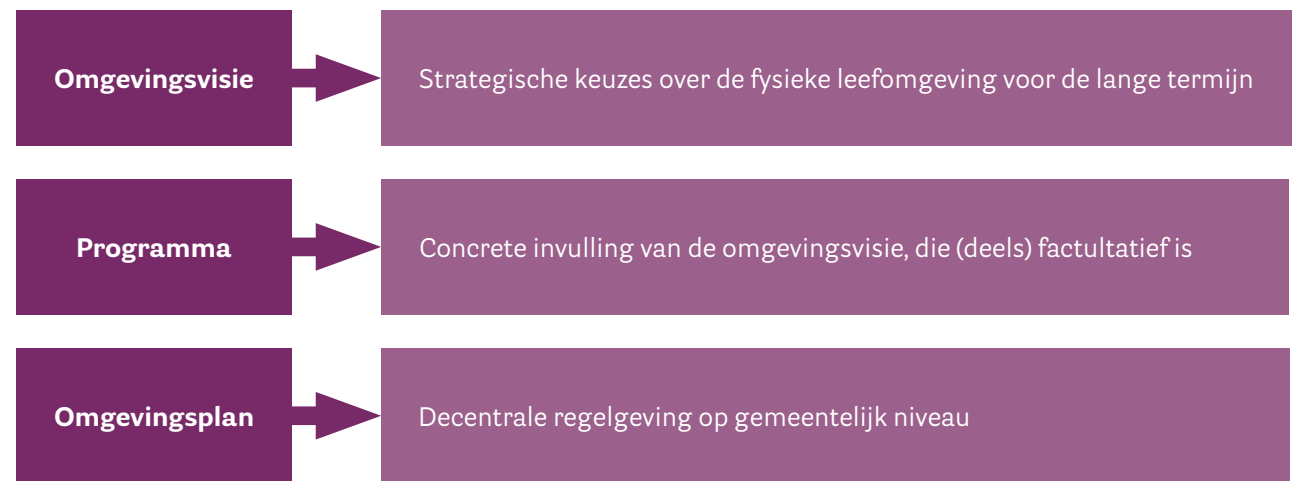 Omgevingsvisie
Strategische keuzes over de fysieke leefomgeving voor de lange termijn
Programma
Concrete invulling van de omgevingsvisie, die (deels) factultatief is
Omgevingsplan
Decentrale regelgeving op gemeentelijk niveau